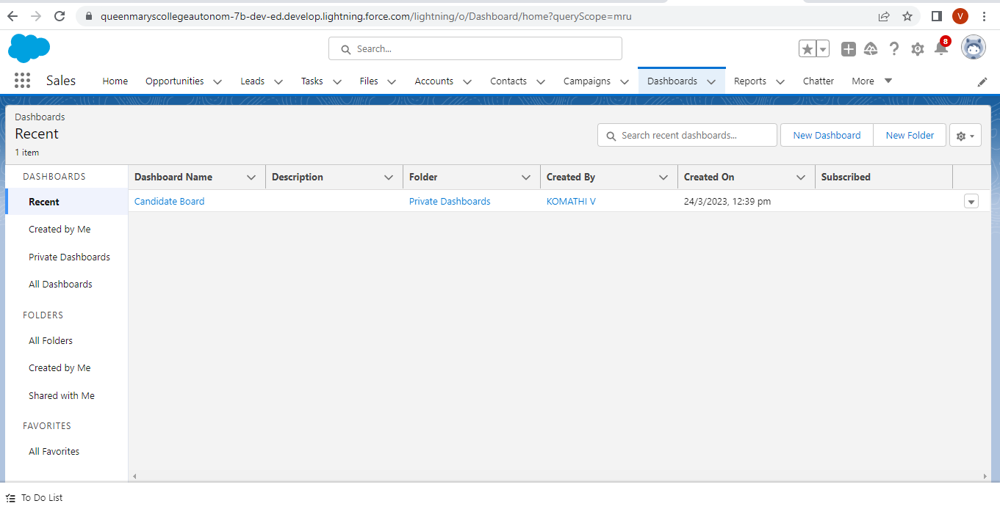 queenmaryscollegeautonom-7b-dev-ed.develop.lightning.force.com/lightning/o/Dashboard/home?queryScope=mru
V
Search...
8
Sales
Home
Opportunities
Leads
Tasks
Files
Accounts
Contacts
Campaigns
Dashboards
Reports
Chatter
More
Dashboards
Recent
1 item
Search recent dashboards...
New Dashboard
New Folder
DASHBOARDS
Recent
Created by Me
Private Dashboards
All Dashboards
FOLDERS
All Folders
Created by Me
Shared with Me
FAVORITES
All Favorites
Dashboard Name
Description
Folder
Created By
Created On
Subscribed
Candidate Board
Private Dashboards
KOMATHI V
24/3/2023, 12:39 pm
To Do List